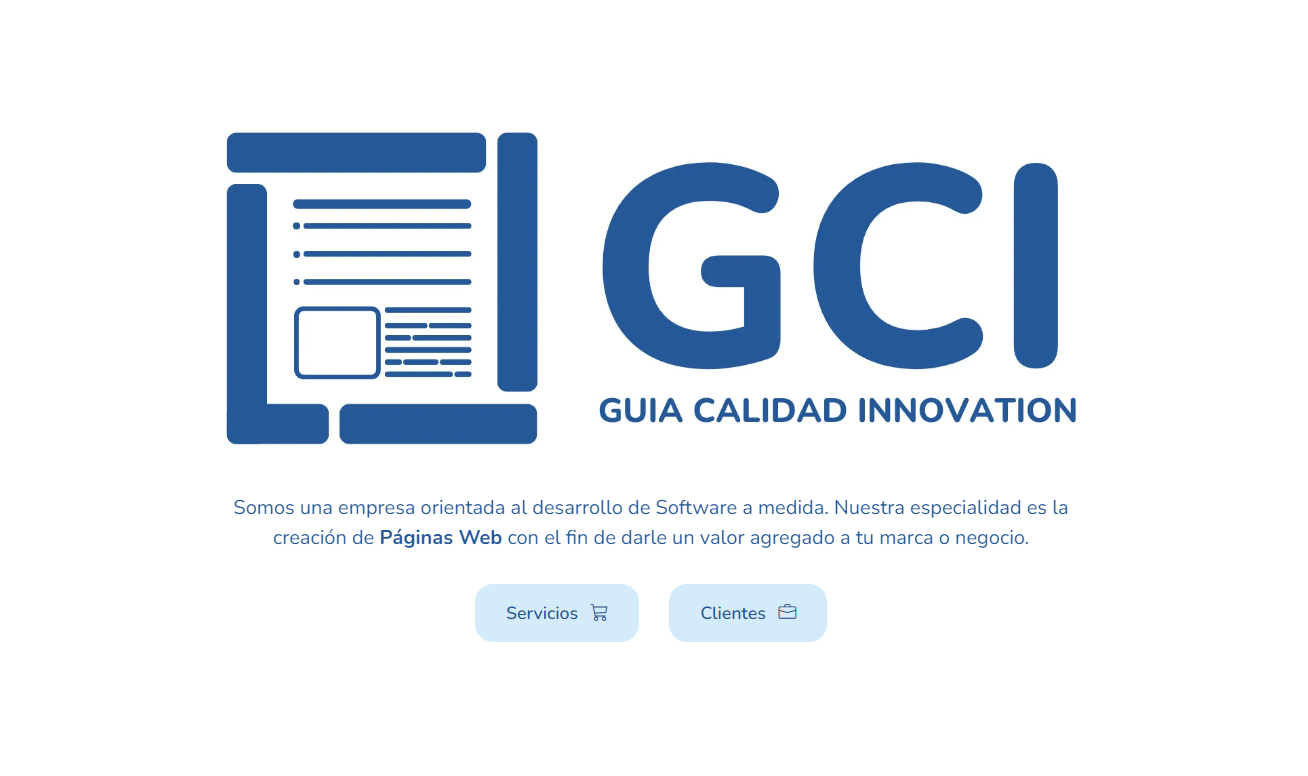 GCI
GUIA CALIDAD INNOVATION
Somos una empresa orientada al desarrollo de Software a medida. Nuestra especialidad es la
creación de Páginas Web con el fin de darle un valor agregado a tu marca o negocio.
Servicios
Clientes